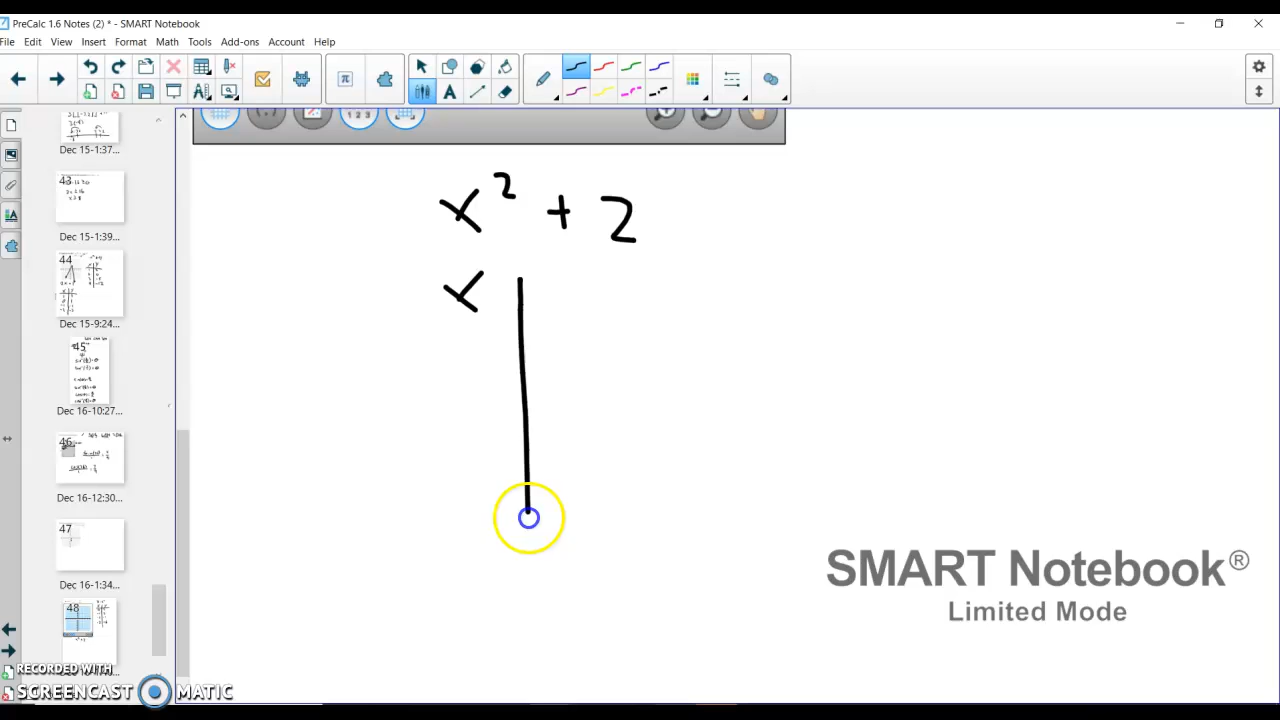 PreCalc 1.6 Notes (2) * - SMART Notebook
File Edit View Insert Format Math Tools Add-ons Account Help
1 2 3
Dec 15-1:37...
43
Dec 15-1:39...
44
Dec 15-9:24...
45
Dec 16-10:27...
46
Dec 16-12:30...
47
Dec 16-1:34...
48
x² + 2
x
SMART Notebook®
Limited Mode
RECORDED WITH
SCREENCAST MATIC